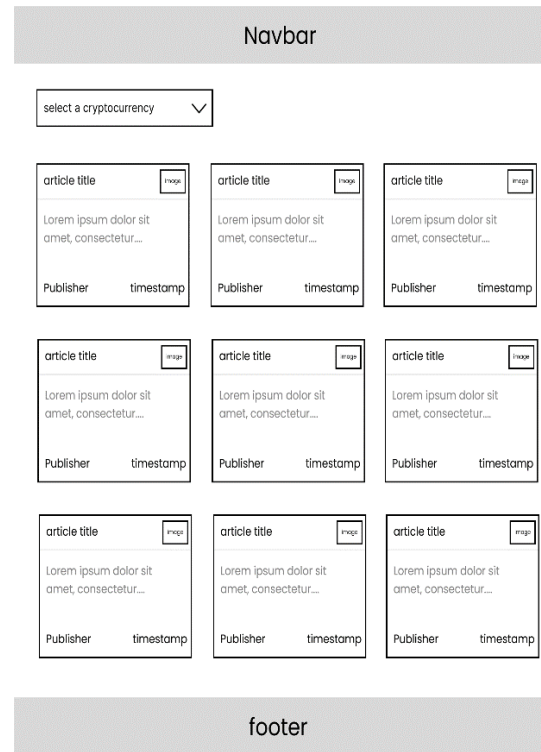 Navbar
select a cryptocurrency
article title image
Lorem ipsum dolor sit
amet, consectetur....
Publisher timestamp
article title image
Lorem ipsum dolor sit
amet, consectetur....
Publisher timestamp
article title image
Lorem ipsum dolor sit
amet, consectetur....
Publisher timestamp
article title image
Lorem ipsum dolor sit
amet, consectetur....
Publisher timestamp
article title image
Lorem ipsum dolor sit
amet, consectetur....
Publisher timestamp
article title image
Lorem ipsum dolor sit
amet, consectetur....
Publisher timestamp
article title image
Lorem ipsum dolor sit
amet, consectetur....
Publisher timestamp
article title image
Lorem ipsum dolor sit
amet, consectetur....
Publisher timestamp
article title image
Lorem ipsum dolor sit
amet, consectetur....
Publisher timestamp
footer